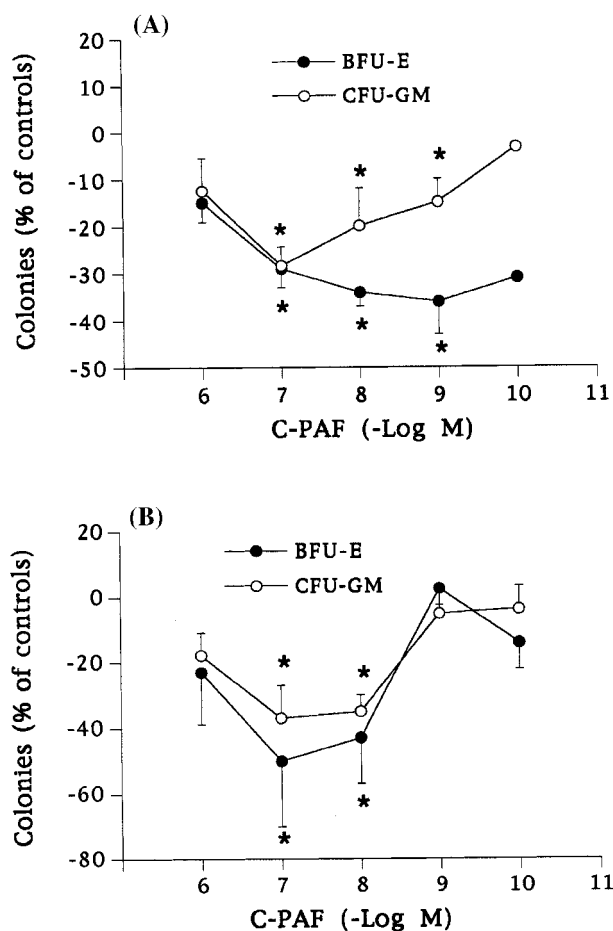 (A)
BFU-E
CFU-GM
Colonies (% of controls)
20
10
0
-10
-20
-30
-40
-50
* * *
* * *
6 7 8 9 10 11
C-PAF (-Log M)
(B)
BFU-E
CFU-GM
Colonies (% of controls)
20
0
-20
-40
-60
-80
* *
* *
6 7 8 9 10 11
C-PAF (-Log M)